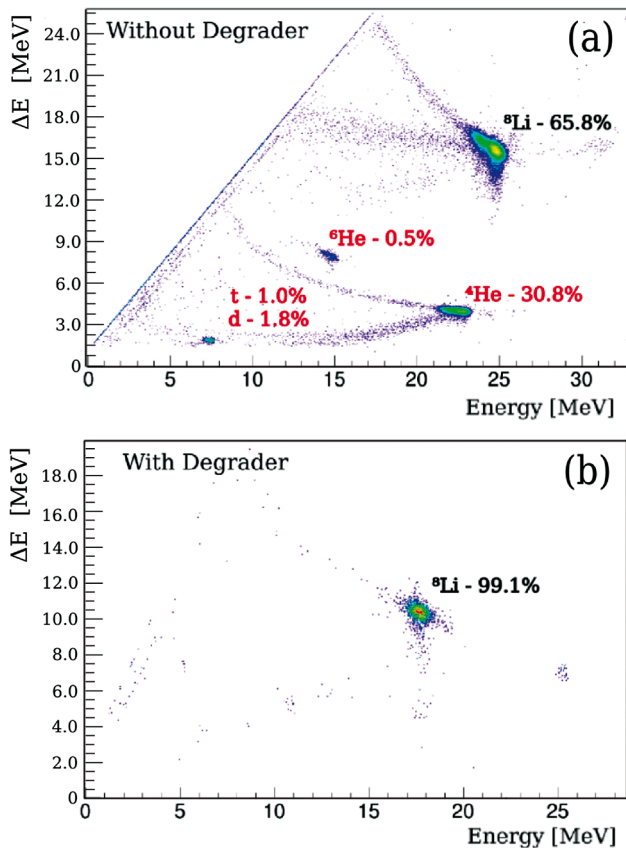 Without Degrader
(a)
ΔE [MeV]
24.0
21.0
18.0
15.0
12.0
9.0
6.0
3.0
0
⁸Li - 65.8%
⁶He - 0.5%
t - 1.0%
d - 1.8%
⁴He - 30.8%
0 5 10 15 20 25 30
Energy [MeV]
With Degrader
(b)
ΔE [MeV]
18.0
16.0
14.0
12.0
10.0
8.0
6.0
4.0
2.0
0
⁸Li - 99.1%
0 5 10 15 20 25
Energy [MeV]